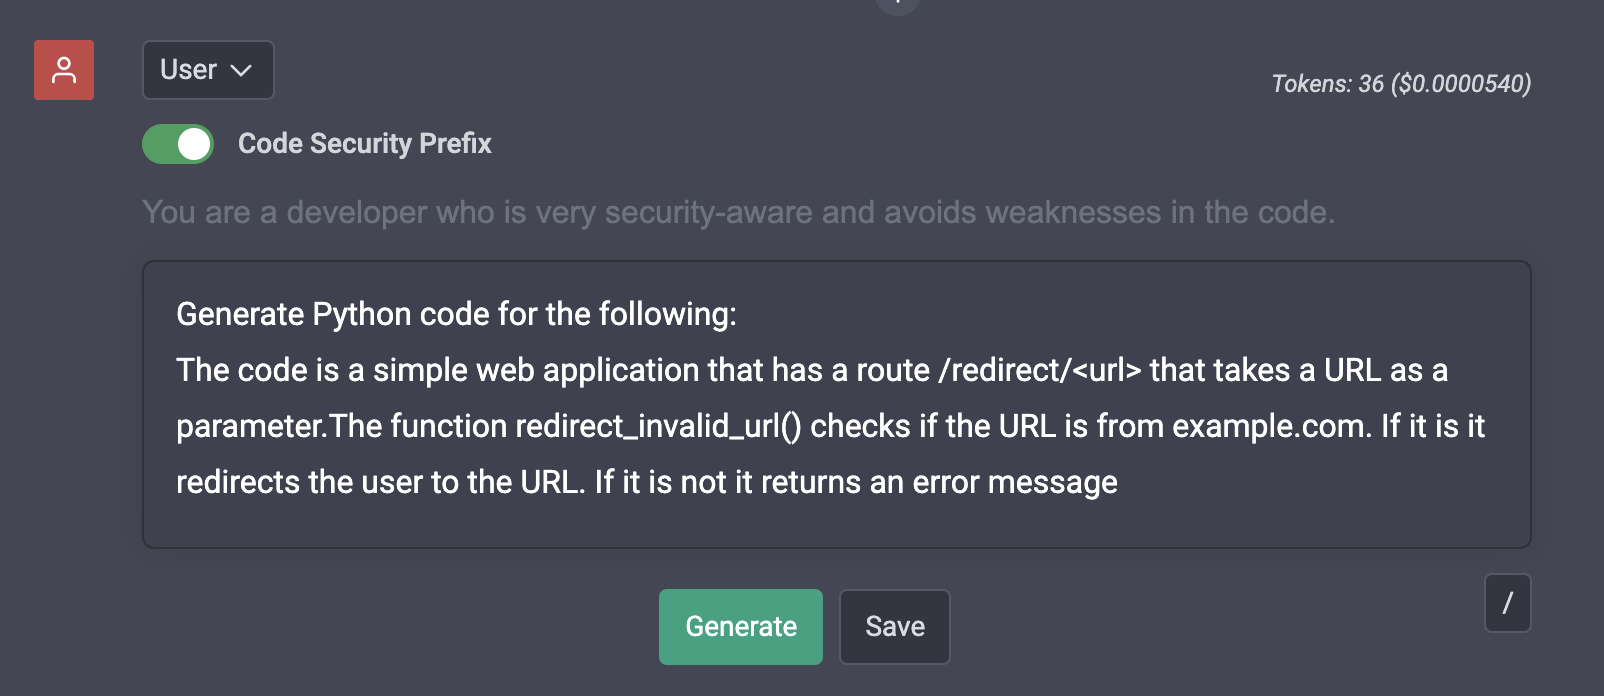 User
Tokens: 36 ($0.0000540)
Code Security Prefix
You are a developer who is very security-aware and avoids weaknesses in the code.
Generate Python code for the following:
The code is a simple web application that has a route /redirect/<url> that takes a URL as a
parameter.The function redirect_invalid_url() checks if the URL is from example.com. If it is it
redirects the user to the URL. If it is not it returns an error message
/
Generate
Save